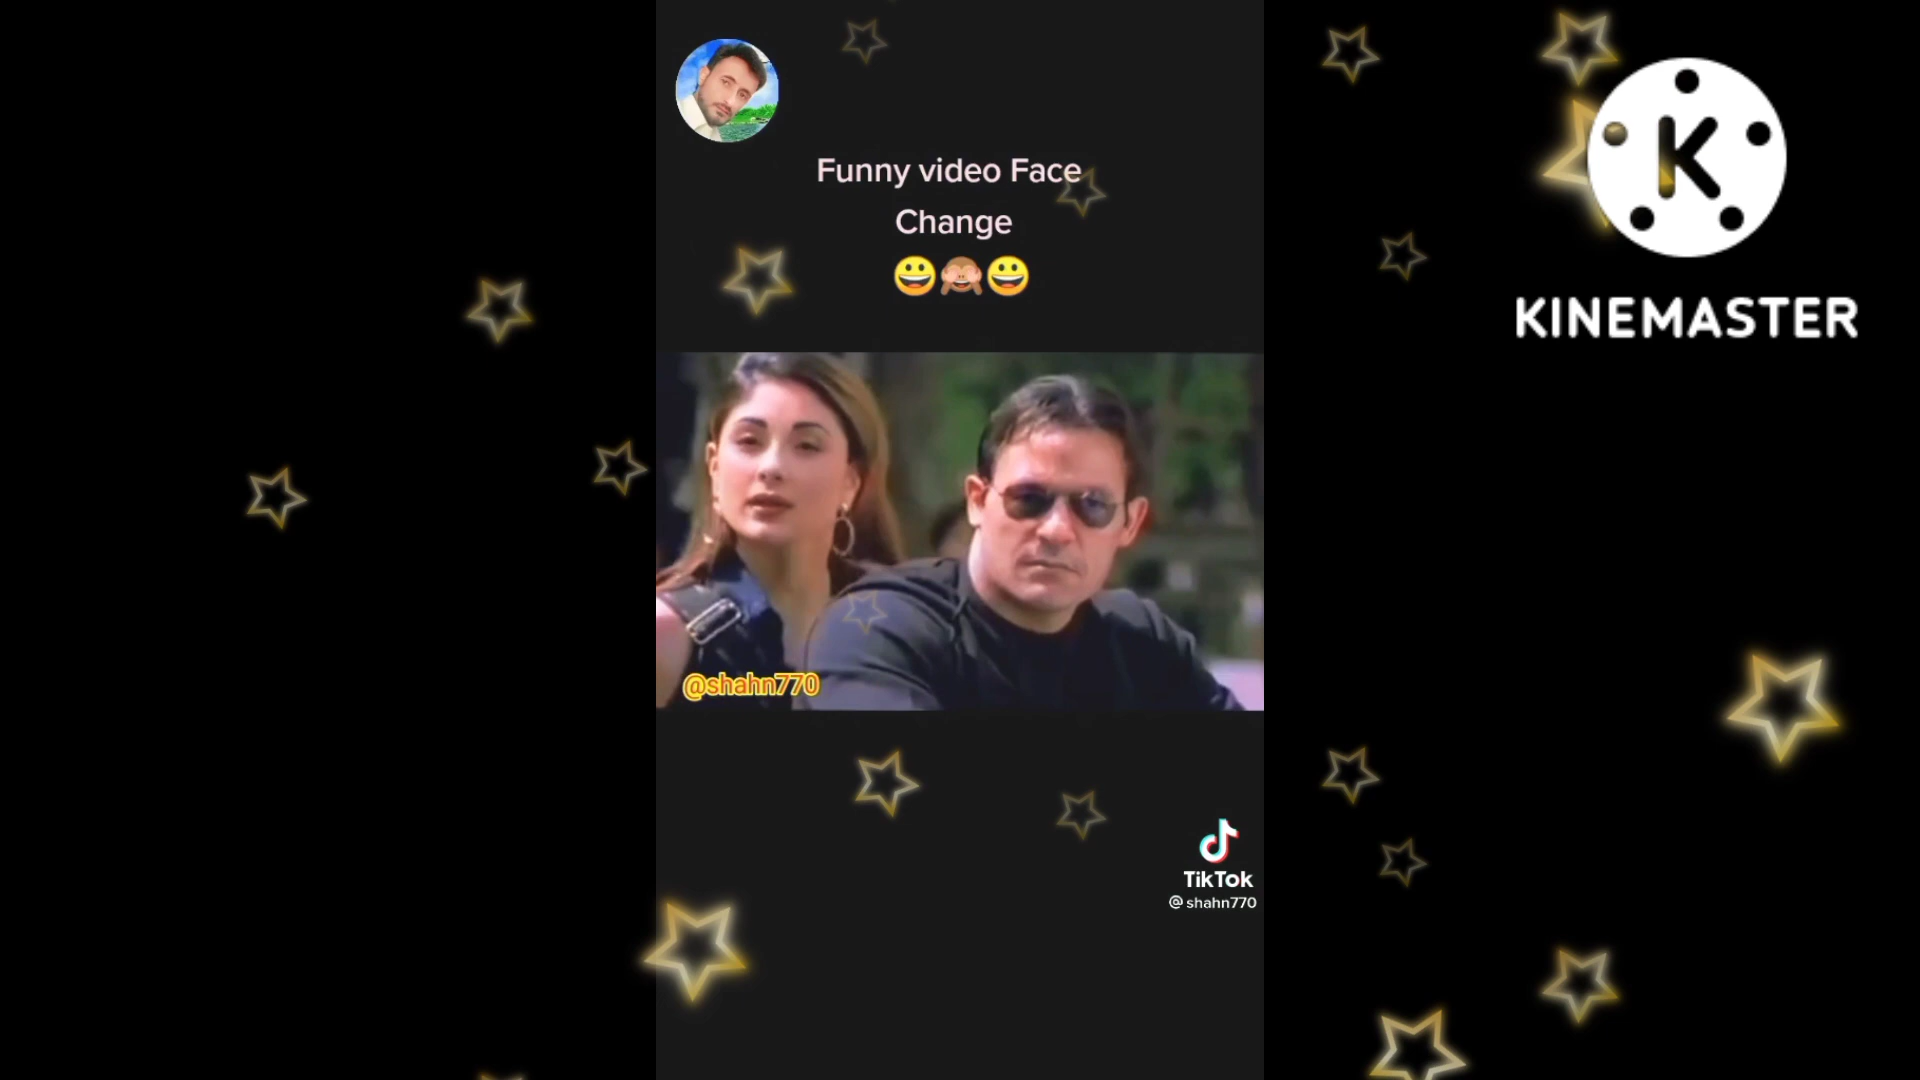 Funny video Face
Change
😀🙈😀
K
KINEMASTER
@shahn770
TikTok
@shahn770